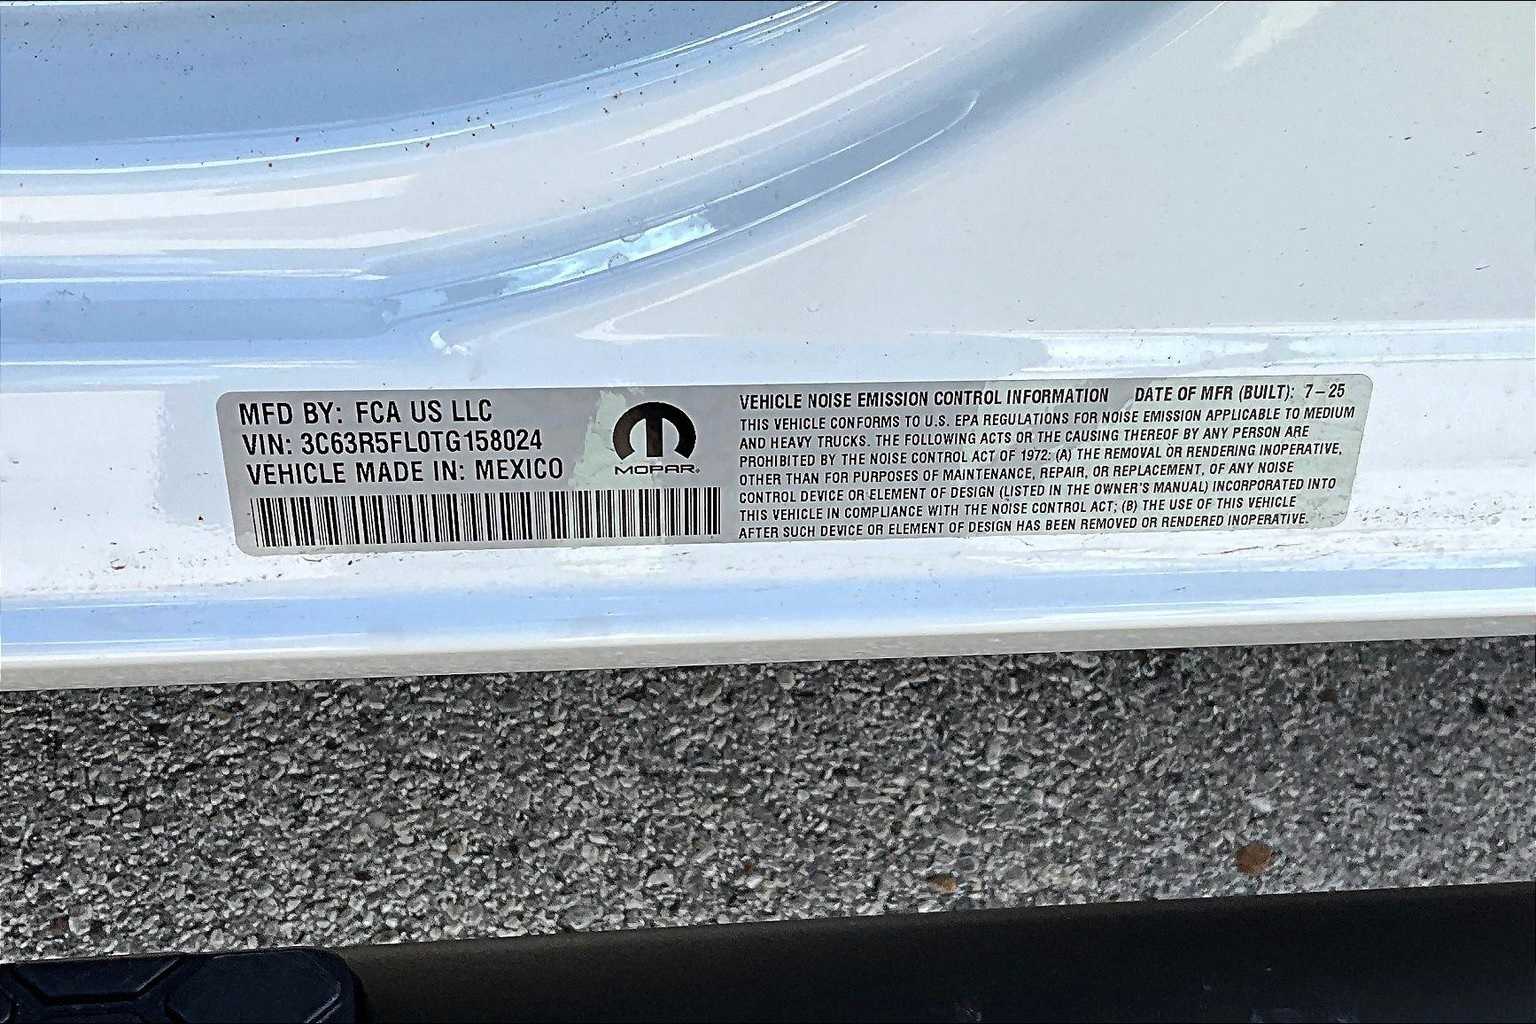 MFD BY: FCA US LLC
VIN: 3C63R5FL0TG158024
VEHICLE MADE IN: MEXICO
MOPAR®
VEHICLE NOISE EMISSION CONTROL INFORMATION DATE OF MFR (BUILT): 7-25
THIS VEHICLE CONFORMS TO U.S. EPA REGULATIONS FOR NOISE EMISSION APPLICABLE TO MEDIUM
AND HEAVY TRUCKS. THE FOLLOWING ACTS OR THE CAUSING THEREOF BY ANY PERSON ARE
PROHIBITED BY THE NOISE CONTROL ACT OF 1972: (A) THE REMOVAL OR RENDERING INOPERATIVE,
OTHER THAN FOR PURPOSES OF MAINTENANCE, REPAIR, OR REPLACEMENT, OF ANY NOISE
CONTROL DEVICE OR ELEMENT OF DESIGN (LISTED IN THE OWNER'S MANUAL) INCORPORATED INTO
THIS VEHICLE IN COMPLIANCE WITH THE NOISE CONTROL ACT; (B) THE USE OF THIS VEHICLE
AFTER SUCH DEVICE OR ELEMENT OF DESIGN HAS BEEN REMOVED OR RENDERED INOPERATIVE.